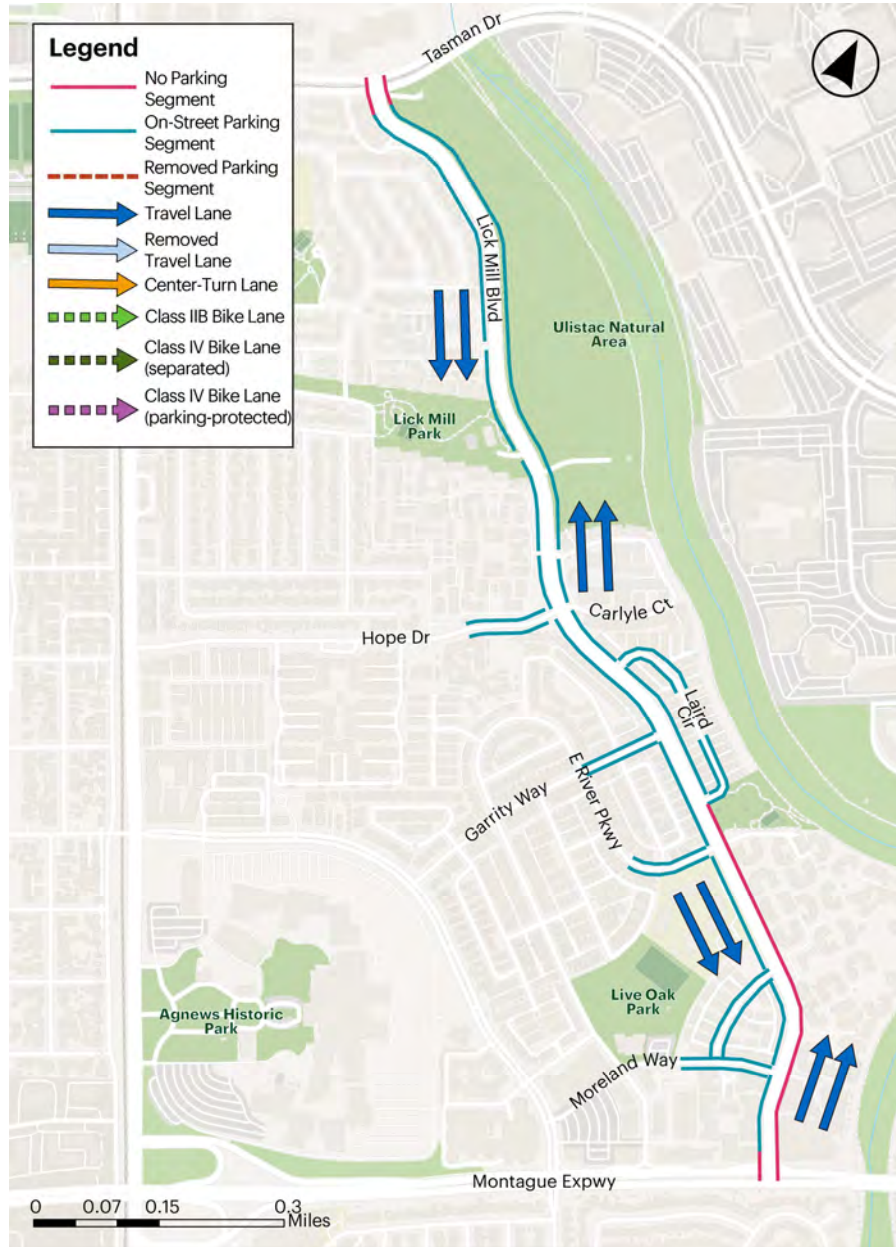 Legend
No Parking
Segment
On-Street Parking
Segment
Removed Parking
Segment
Travel Lane
Removed
Travel Lane
Center-Turn Lane
Class IIB Bike Lane
Class IV Bike Lane
(separated)
Class IV Bike Lane
(parking-protected)
Tasman Dr
Lick Mill Blvd
Ulistac Natural
Area
Lick Mill
Park
Carlyle Ct
Hope Dr
Laird
Cir
E River Pkwy
Garrity Way
Live Oak
Park
Agnews Historic
Park
Moreland Way
Montague Expwy
0 0.07 0.15 0.3
Miles